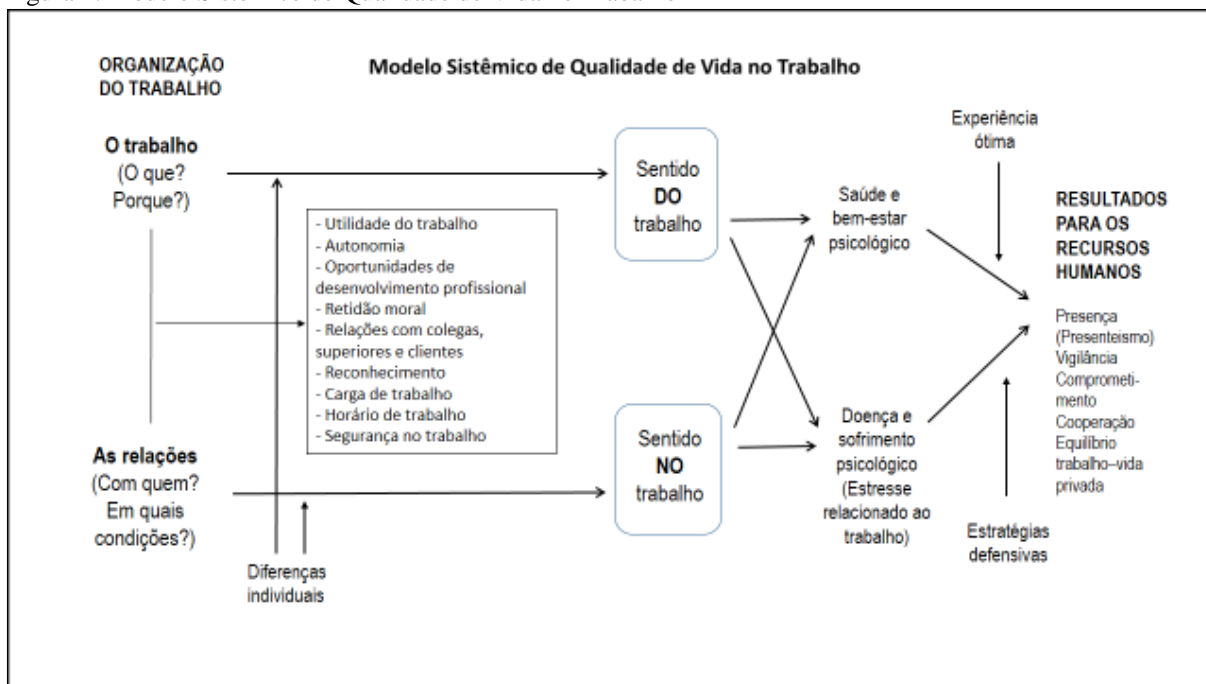 ORGANIZAÇÃO
DO TRABALHO
Modelo Sistêmico de Qualidade de Vida no Trabalho
O trabalho
(O que?
Porque?)
- Utilidade do trabalho
- Autonomia
- Oportunidades de
desenvolvimento profissional
- Retidão moral
- Relações com colegas,
superiores e clientes
- Reconhecimento
- Carga de trabalho
- Horário de trabalho
- Segurança no trabalho
As relações
(Com quem?
Em quais
condições?)
Diferenças
individuais
Sentido
DO
trabalho
Sentido
NO
trabalho
Saúde e
bem-estar
psicológico
Doença e
sofrimento
psicológico
(Estresse
relacionado ao
trabalho)
Experiência
ótima
Estratégias
defensivas
RESULTADOS
PARA OS
RECURSOS
HUMANOS
Presença
(Presenteismo)
Vigilância
Comprometi-
mento
Cooperação
Equilíbrio
trabalho–vida
privada